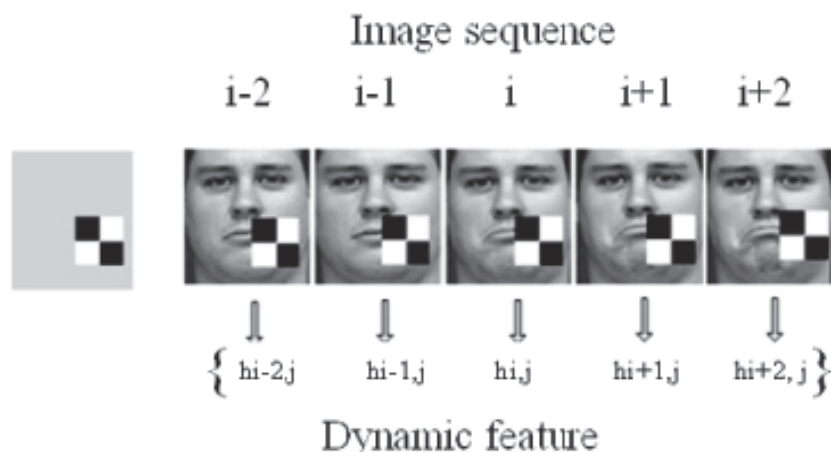 Image sequence
i-2 i-1 i i+1 i+2
{ hi-2,j hi-1,j hi,j hi+1,j hi+2, j }
Dynamic feature